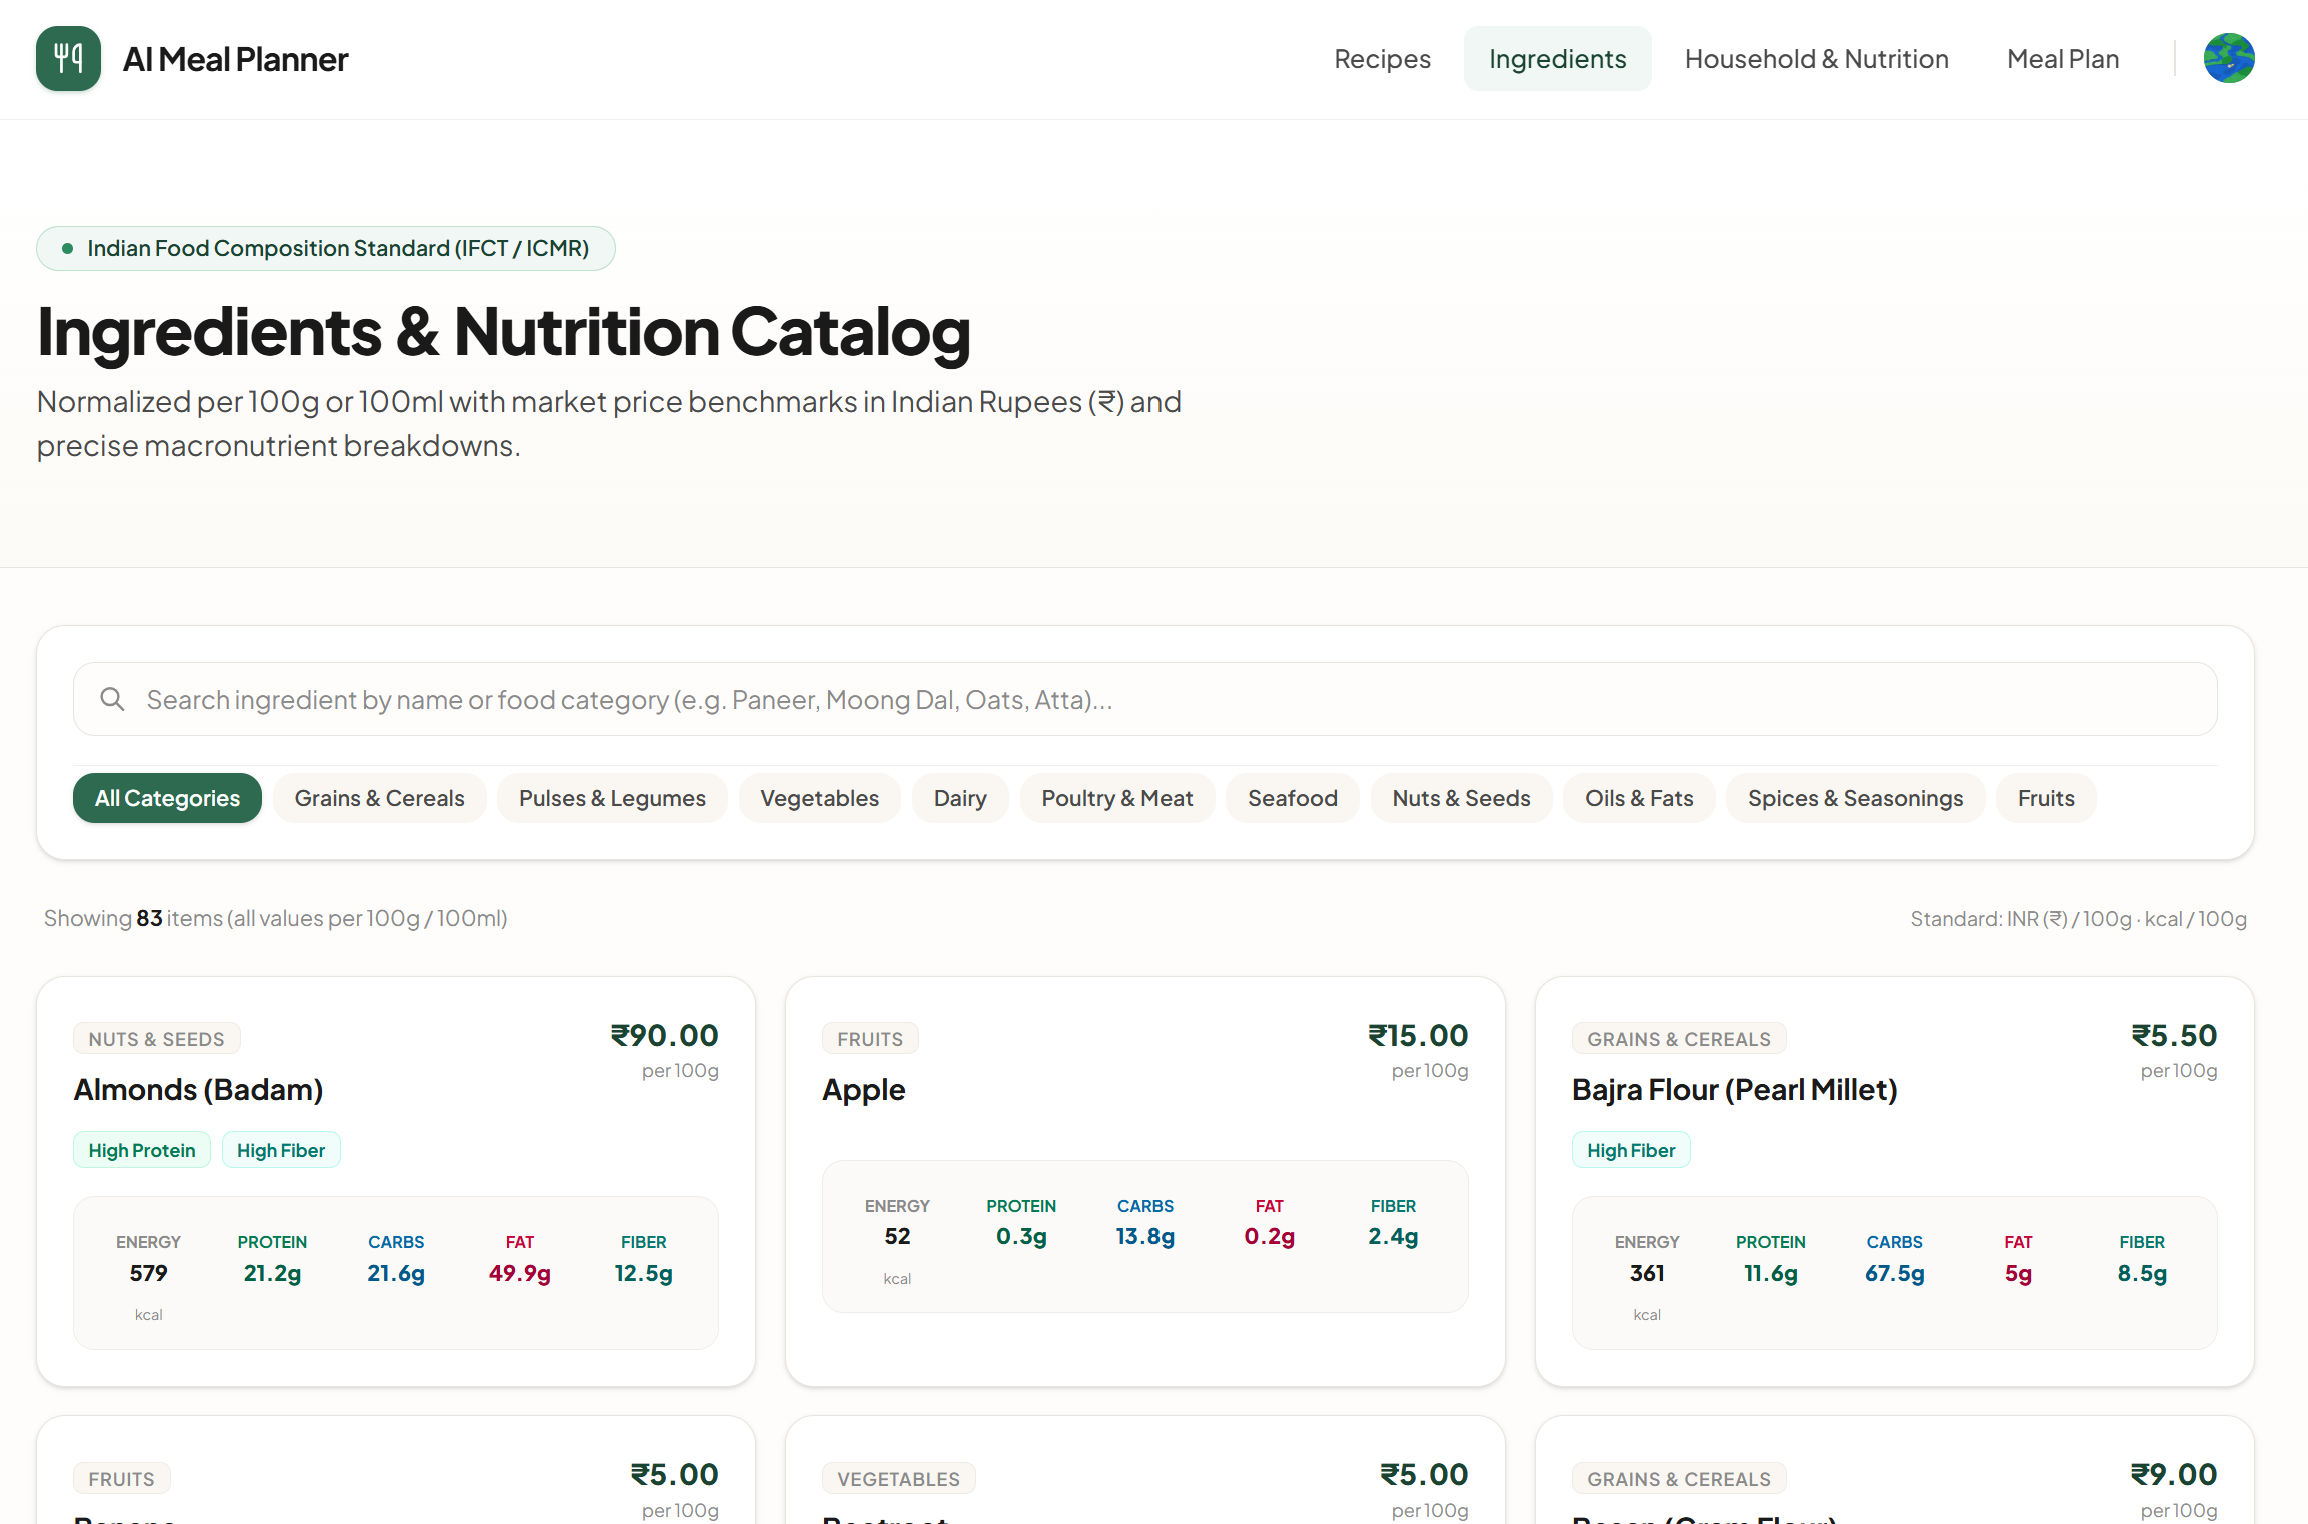 AI Meal Planner
Recipes
Ingredients
Household & Nutrition
Meal Plan
Indian Food Composition Standard (IFCT / ICMR)
Ingredients & Nutrition Catalog
Normalized per 100g or 100ml with market price benchmarks in Indian Rupees (₹) and
precise macronutrient breakdowns.
Search ingredient by name or food category (e.g. Paneer, Moong Dal, Oats, Atta)...
All Categories
Grains & Cereals
Pulses & Legumes
Vegetables
Dairy
Poultry & Meat
Seafood
Nuts & Seeds
Oils & Fats
Spices & Seasonings
Fruits
Showing 83 items (all values per 100g / 100ml)
Standard: INR (₹) / 100g · kcal / 100g
NUTS & SEEDS
₹90.00
per 100g
Almonds (Badam)
High Protein
High Fiber
ENERGY PROTEIN CARBS FAT FIBER
579 21.2g 21.6g 49.9g 12.5g
kcal
FRUITS
₹15.00
per 100g
Apple
ENERGY PROTEIN CARBS FAT FIBER
52 0.3g 13.8g 0.2g 2.4g
kcal
GRAINS & CEREALS
₹5.50
per 100g
Bajra Flour (Pearl Millet)
High Fiber
ENERGY PROTEIN CARBS FAT FIBER
361 11.6g 67.5g 5g 8.5g
kcal
FRUITS
₹5.00
per 100g
VEGETABLES
₹5.00
per 100g
GRAINS & CEREALS
₹9.00
per 100g